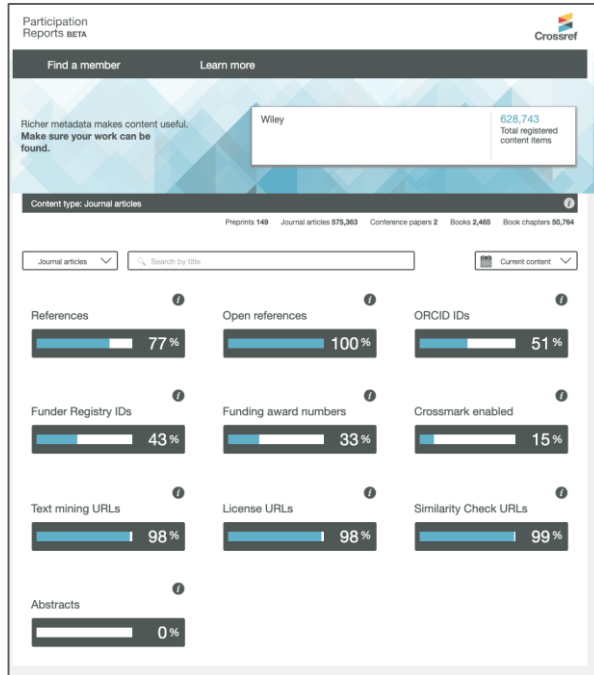 Participation
Reports BETA
Crossref
Find a member Learn more
Richer metadata makes content useful.
Make sure your work can be
found.
Wiley
628,743
Total registered
content items
Content type: Journal articles
Preprints 149 Journal articles 575,363 Conference papers 2 Books 2,465 Book chapters 50,764
Journal articles Search by title Current content
References Open references ORCID IDs
77% 100% 51%
Funder Registry IDs Funding award numbers Crossmark enabled
43% 33% 15%
Text mining URLs License URLs Similarity Check URLs
98% 98% 99%
Abstracts
0%